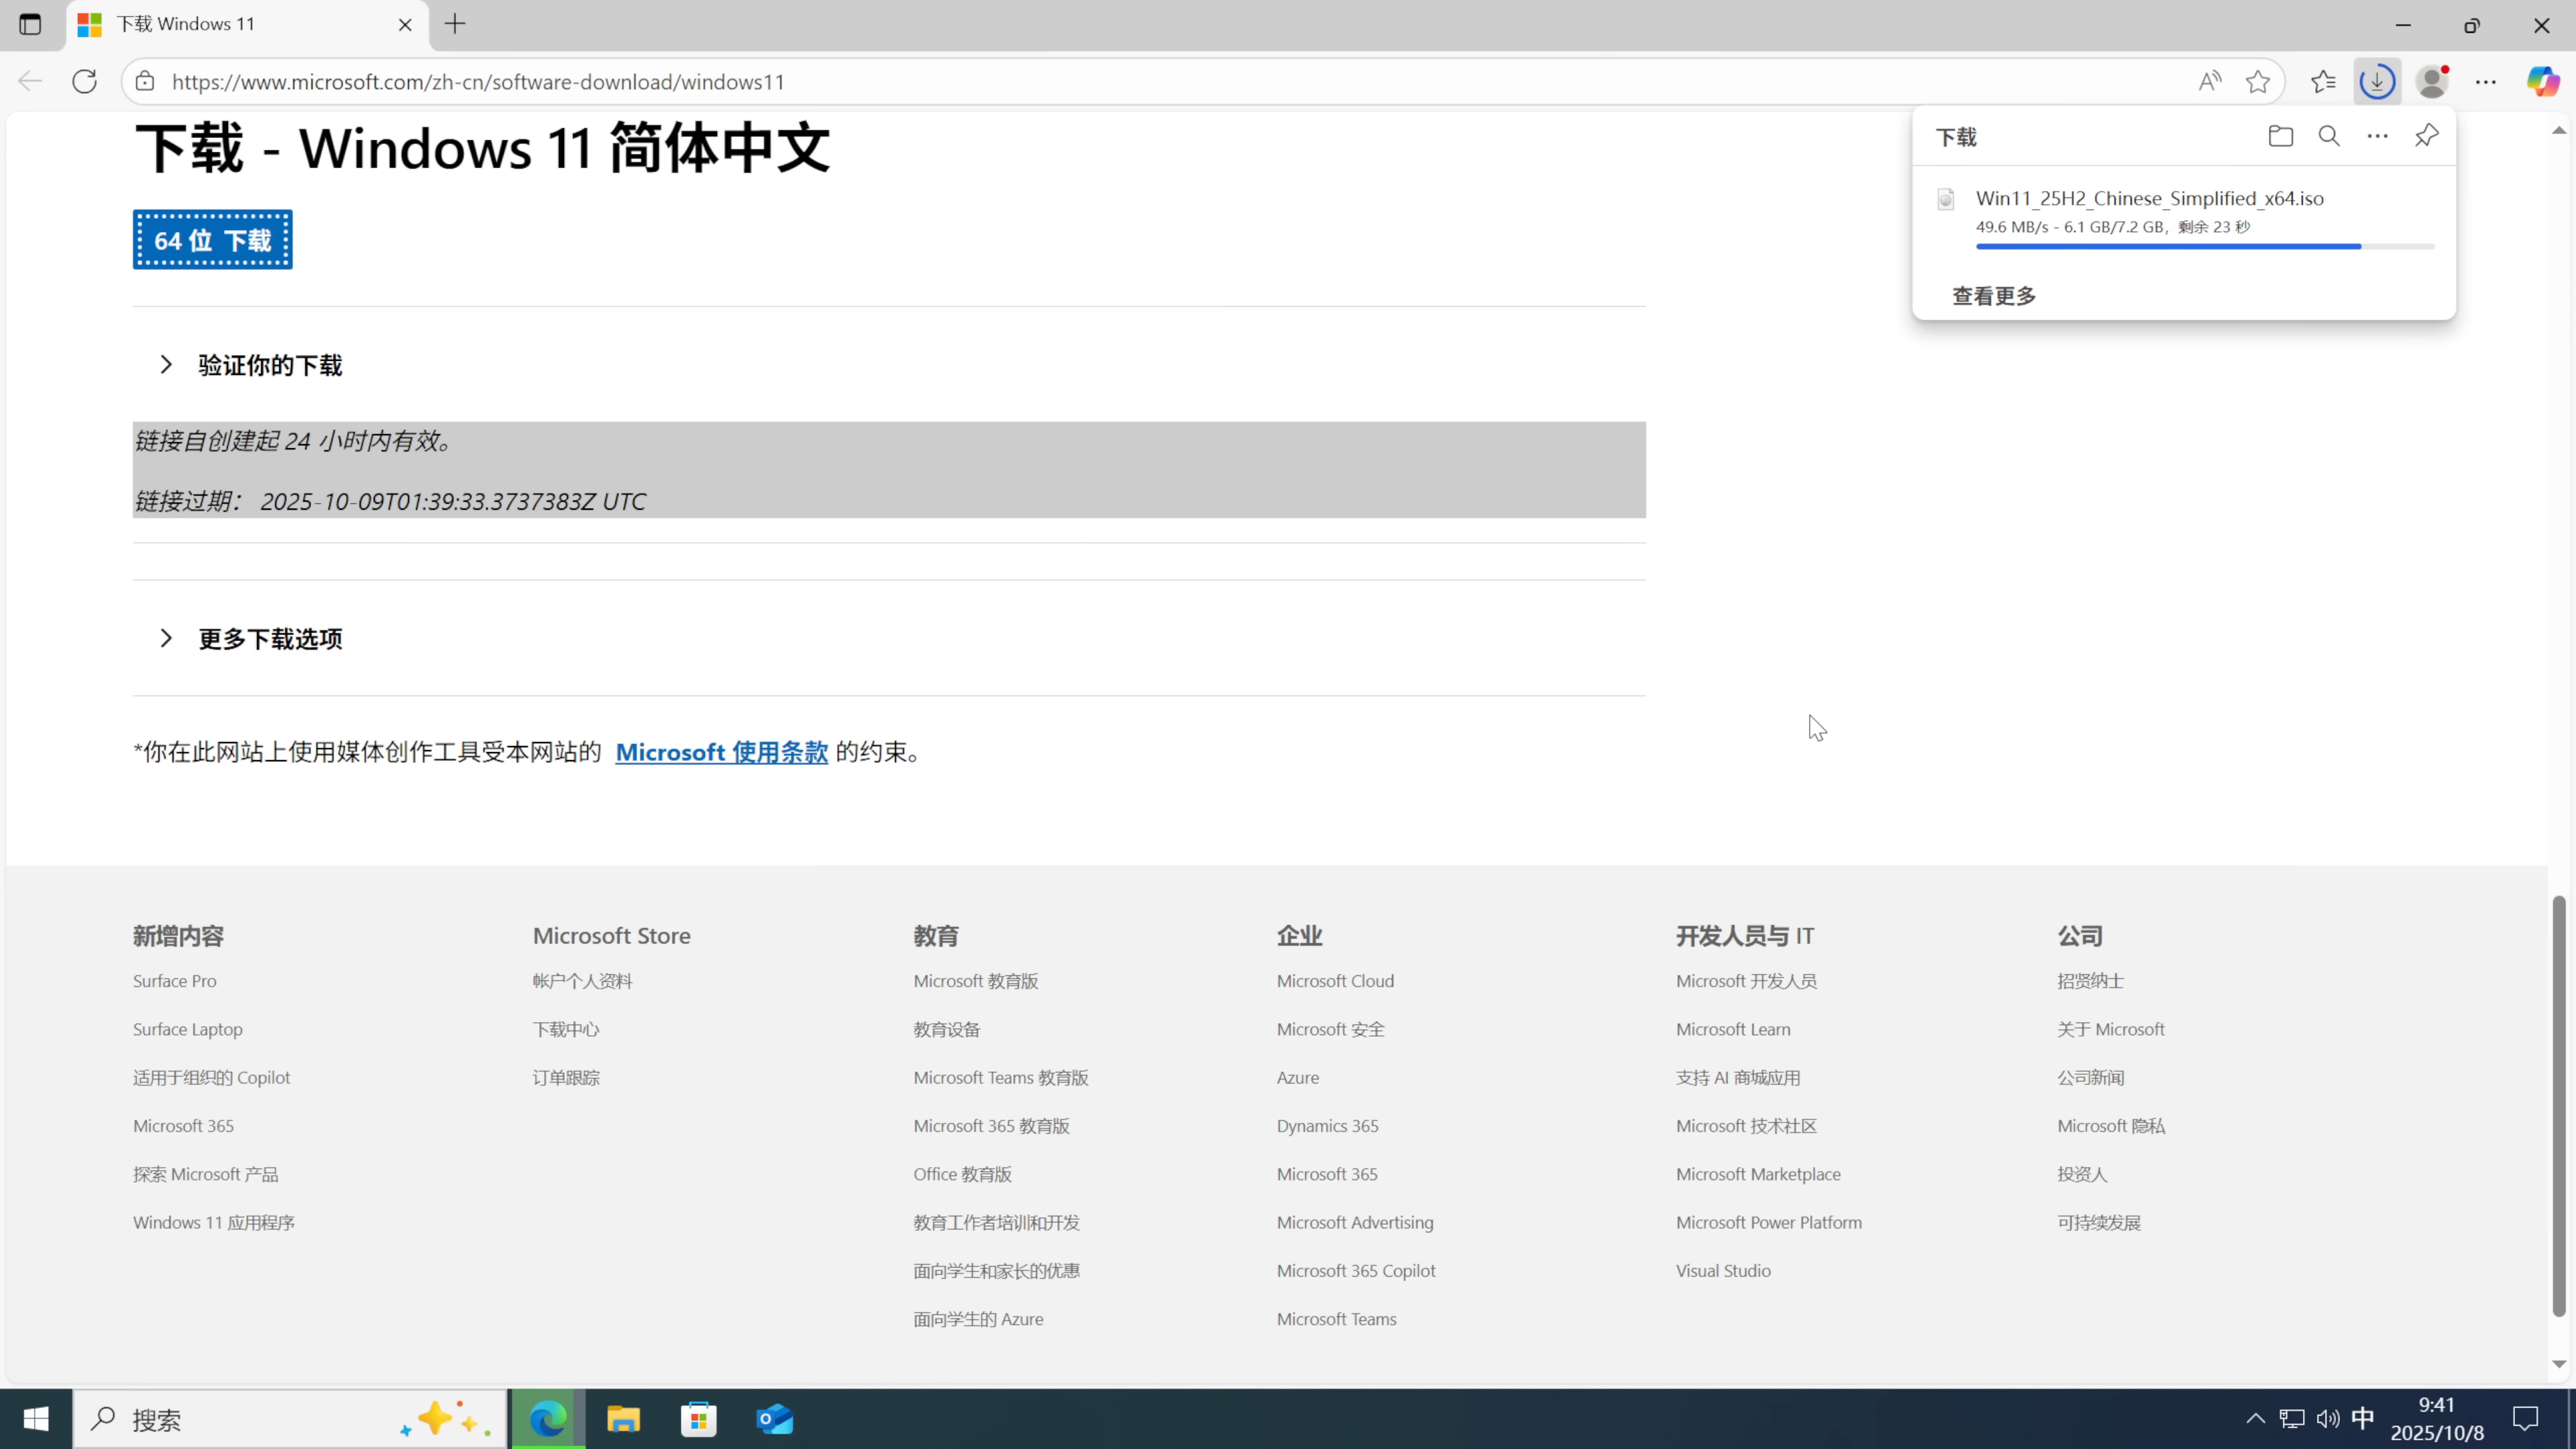 下载 Windows 11
https://www.microsoft.com/zh-cn/software-download/windows11
下载 - Windows 11 简体中文
64 位 下载
下载
Win11_25H2_Chinese_Simplified_x64.iso
49.6 MB/s - 6.1 GB/7.2 GB，剩余 23 秒
查看更多
验证你的下载
链接自创建起 24 小时内有效。
链接过期： 2025-10-09T01:39:33.3737383Z UTC
更多下载选项
*你在此网站上使用媒体创作工具受本网站的 Microsoft 使用条款 的约束。
新增内容
Surface Pro
Surface Laptop
适用于组织的 Copilot
Microsoft 365
探索 Microsoft 产品
Windows 11 应用程序
Microsoft Store
帐户个人资料
下载中心
订单跟踪
教育
Microsoft 教育版
教育设备
Microsoft Teams 教育版
Microsoft 365 教育版
Office 教育版
教育工作者培训和开发
面向学生和家长的优惠
面向学生的 Azure
企业
Microsoft Cloud
Microsoft 安全
Azure
Dynamics 365
Microsoft 365
Microsoft Advertising
Microsoft 365 Copilot
Microsoft Teams
开发人员与 IT
Microsoft 开发人员
Microsoft Learn
支持 AI 商城应用
Microsoft 技术社区
Microsoft Marketplace
Microsoft Power Platform
Visual Studio
公司
招贤纳士
关于 Microsoft
公司新闻
Microsoft 隐私
投资人
可持续发展
搜索
中
9:41
2025/10/8